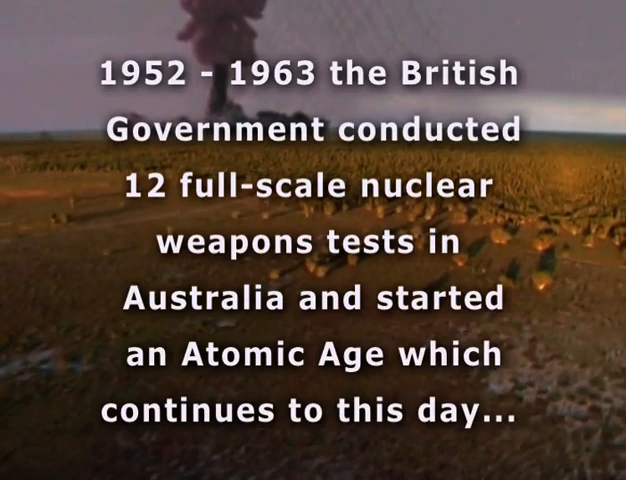 1952 - 1963 the British
Government conducted
12 full-scale nuclear
weapons tests in
Australia and started
an Atomic Age which
continues to this day...